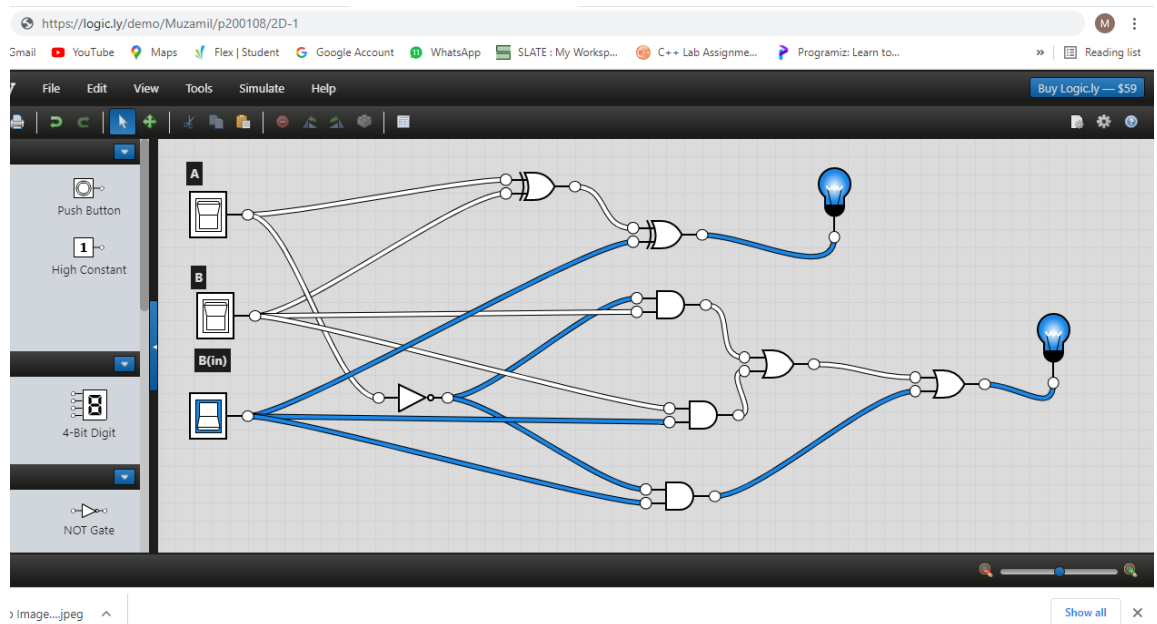 https://logic.ly/demo/Muzamil/p200108/2D-1
M
Gmail YouTube Maps Flex | Student Google Account WhatsApp SLATE : My Worksp... C++ Lab Assignme... Programiz: Learn to... » Reading list
File Edit View Tools Simulate Help Buy Logic.ly — $59
A
Push Button
1
High Constant
B
B(in)
4-Bit Digit
NOT Gate
Image....jpeg
Show all